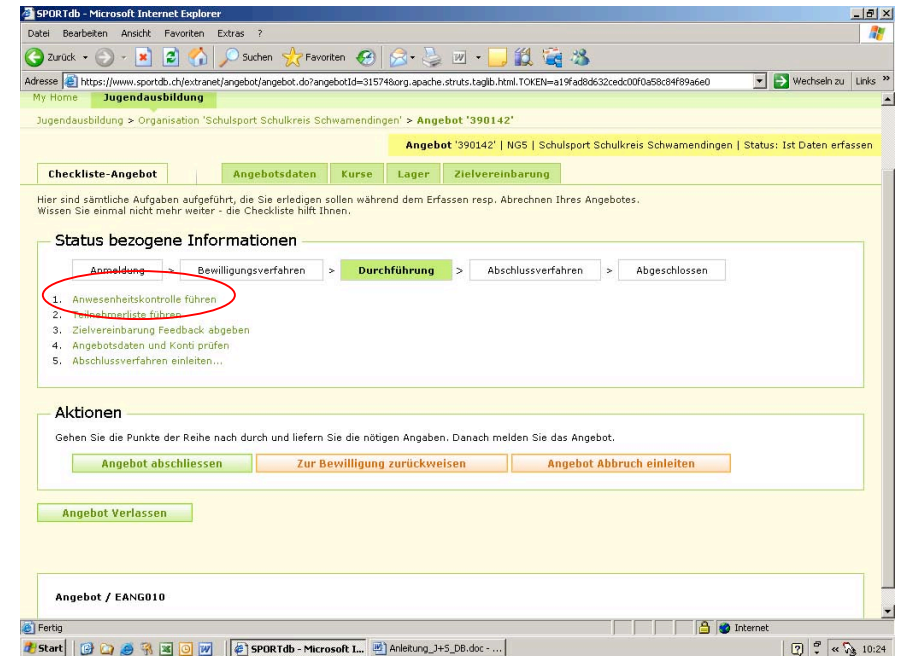 SPORTdb - Microsoft Internet Explorer
Datei Bearbeiten Ansicht Favoriten Extras ?
Zurück Suchen Favoriten
Adresse https://www.sportdb.ch/extranet/angebot/angebot.do?angebotId=31574&org.apache.struts.taglib.html.TOKEN=a19fad8d632cedc00f0a58c84f89a6e0 Wechseln zu Links »
My Home Jugendausbildung
Jugendausbildung > Organisation 'Schulsport Schulkreis Schwamendingen' > Angebot '390142'
Angebot '390142' | NG5 | Schulsport Schulkreis Schwamendingen | Status: Ist Daten erfassen
Checkliste-Angebot Angebotsdaten Kurse Lager Zielvereinbarung
Hier sind sämtliche Aufgaben aufgeführt, die Sie erledigen sollen während dem Erfassen resp. Abrechnen Ihres Angebotes.
Wissen Sie einmal nicht mehr weiter - die Checkliste hilft Ihnen.
Status bezogene Informationen
Anmeldung > Bewilligungsverfahren > Durchführung > Abschlussverfahren > Abgeschlossen
1. Anwesenheitskontrolle führen
2. Teilnehmerliste führen
3. Zielvereinbarung Feedback abgeben
4. Angebotsdaten und Konti prüfen
5. Abschlussverfahren einleiten...
Aktionen
Gehen Sie die Punkte der Reihe nach durch und liefern Sie die nötigen Angaben. Danach melden Sie das Angebot.
Angebot abschliessen Zur Bewilligung zurückweisen Angebot Abbruch einleiten
Angebot Verlassen
Angebot / EANG010
Fertig Internet
Start SPORTdb - Microsoft I... Anleitung_J+S_DB.doc - ... « 10:24